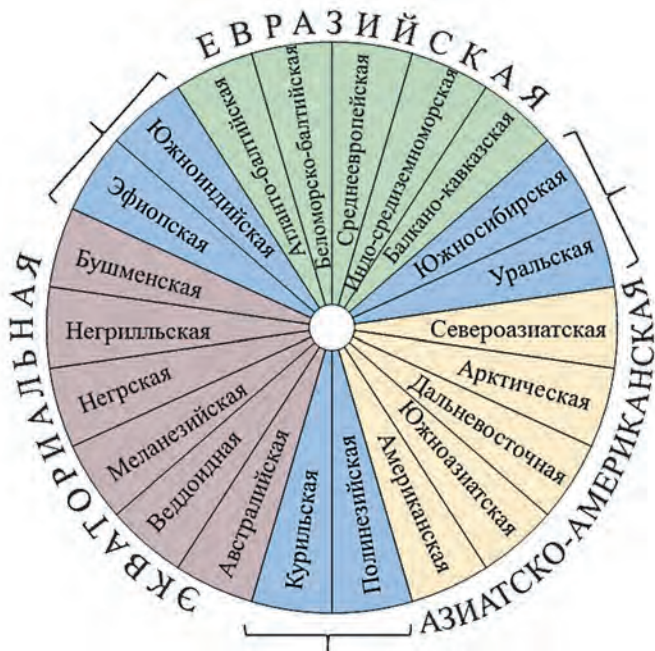 ЕВРАЗИЙСКАЯ
Атланто-балтийская
Беломорско-балтийская
Среднеевропейская
Индо-средиземноморская
Балкано-кавказская
Южносибирская
Уральская
АЗИАТСКО-АМЕРИКАНСКАЯ
Североазиатская
Арктическая
Дальневосточная
Южноазиатская
Американская
Полинезийская
Курильская
ЭКВАТОРИАЛЬНАЯ
Австралийская
Веддоидная
Меланезийская
Негрская
Негрилльская
Бушменская
Эфиопская
Южноиндийская